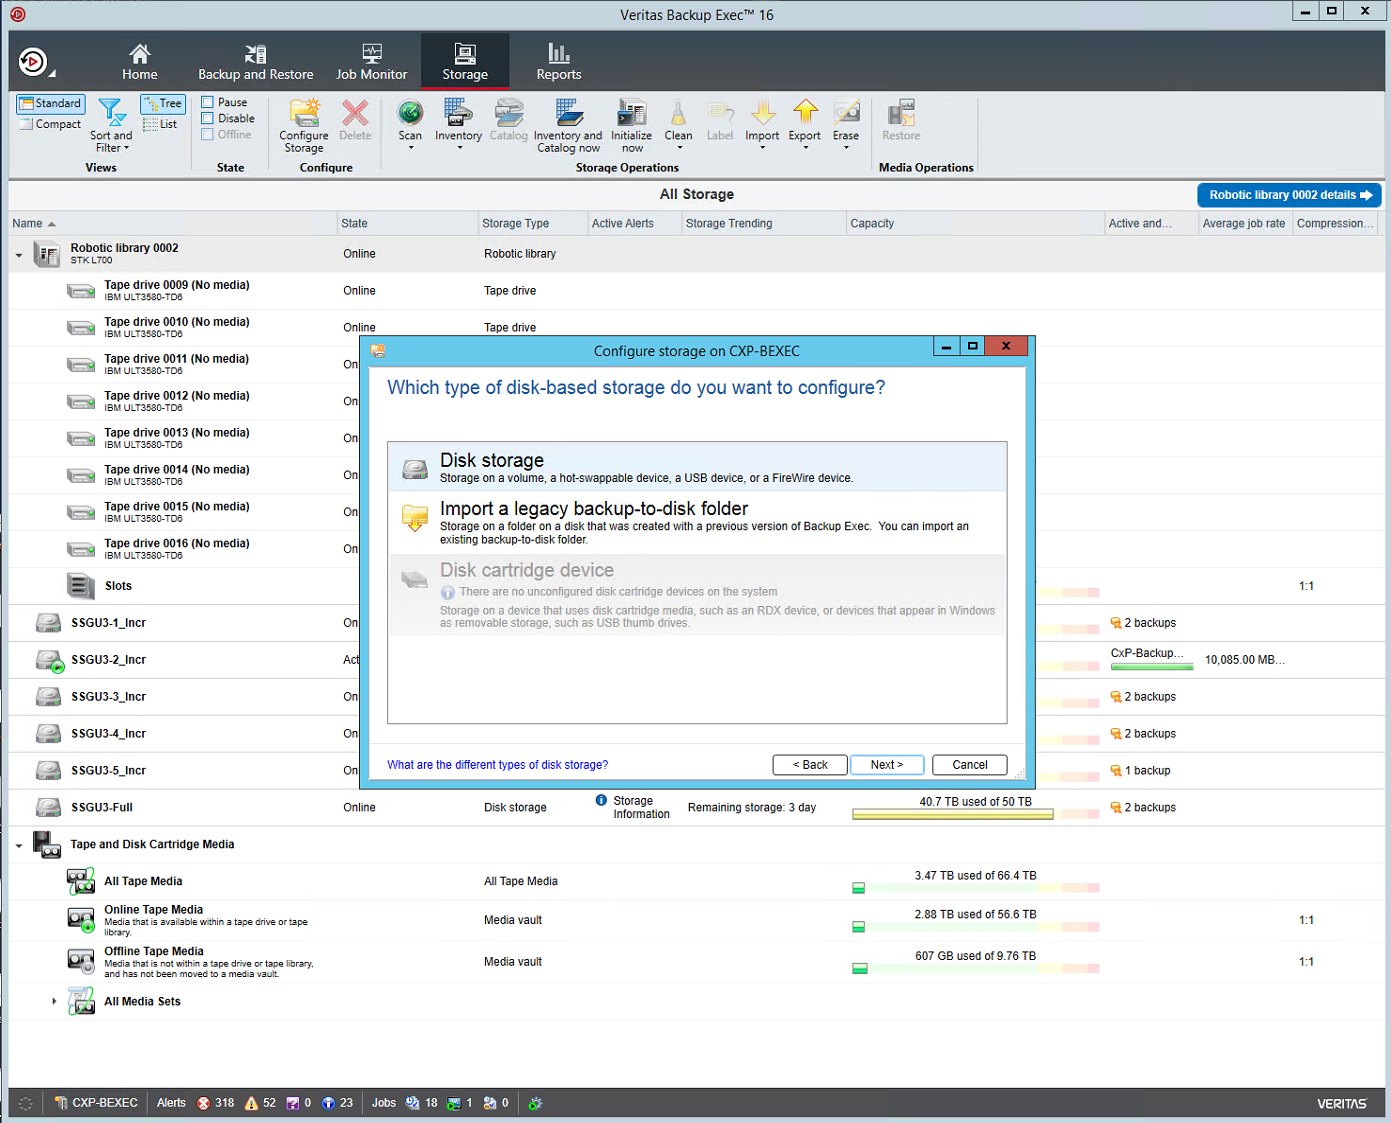 Veritas Backup Exec™ 16
Home
Backup and Restore
Job Monitor
Storage
Reports
Standard
Compact
Sort and
Filter
Tree
List
Views
Pause
Disable
Offline
State
Configure
Storage
Delete
Configure
Scan
Inventory
Catalog
Inventory and
Catalog now
Initialize
now
Clean
Label
Import
Export
Erase
Storage Operations
Restore
Media Operations
All Storage
Robotic library 0002 details
Name State Storage Type Active Alerts Storage Trending Capacity Active and... Average job rate Compression...
Robotic library 0002 Online Robotic library
STK L700
Tape drive 0009 (No media) Online Tape drive
IBM ULT3580-TD6
Tape drive 0010 (No media) Online Tape drive
IBM ULT3580-TD6
Tape drive 0011 (No media) On
IBM ULT3580-TD6
Tape drive 0012 (No media) On
IBM ULT3580-TD6
Tape drive 0013 (No media) On
IBM ULT3580-TD6
Tape drive 0014 (No media) On
IBM ULT3580-TD6
Tape drive 0015 (No media) On
IBM ULT3580-TD6
Tape drive 0016 (No media) On
IBM ULT3580-TD6
Slots 1:1
SSGU3-1_Incr On 2 backups
SSGU3-2_Incr Act CxP-Backup... 10,085.00 MB...
SSGU3-3_Incr On 2 backups
SSGU3-4_Incr On 2 backups
SSGU3-5_Incr On 1 backup
Configure storage on CXP-BEXEC
Which type of disk-based storage do you want to configure?
Disk storage
Storage on a volume, a hot-swappable device, a USB device, or a FireWire device.
Import a legacy backup-to-disk folder
Storage on a folder on a disk that was created with a previous version of Backup Exec. You can import an
existing backup-to-disk folder.
Disk cartridge device
There are no unconfigured disk cartridge devices on the system
Storage on a device that uses disk cartridge media, such as an RDX device, or devices that appear in Windows
as removable storage, such as USB thumb drives.
What are the different types of disk storage?
< Back
Next >
Cancel
SSGU3-Full Online Disk storage Storage Remaining storage: 3 day 40.7 TB used of 50 TB 2 backups
Information
Tape and Disk Cartridge Media
All Tape Media All Tape Media 3.47 TB used of 66.4 TB
Online Tape Media Media vault 2.88 TB used of 56.6 TB 1:1
Media that is available within a tape drive or tape
library.
Offline Tape Media Media vault 607 GB used of 9.76 TB 1:1
Media that is not within a tape drive or tape library,
and has not been moved to a media vault.
All Media Sets
CXP-BEXEC Alerts 318 52 0 23 Jobs 18 1 0
VERITAS